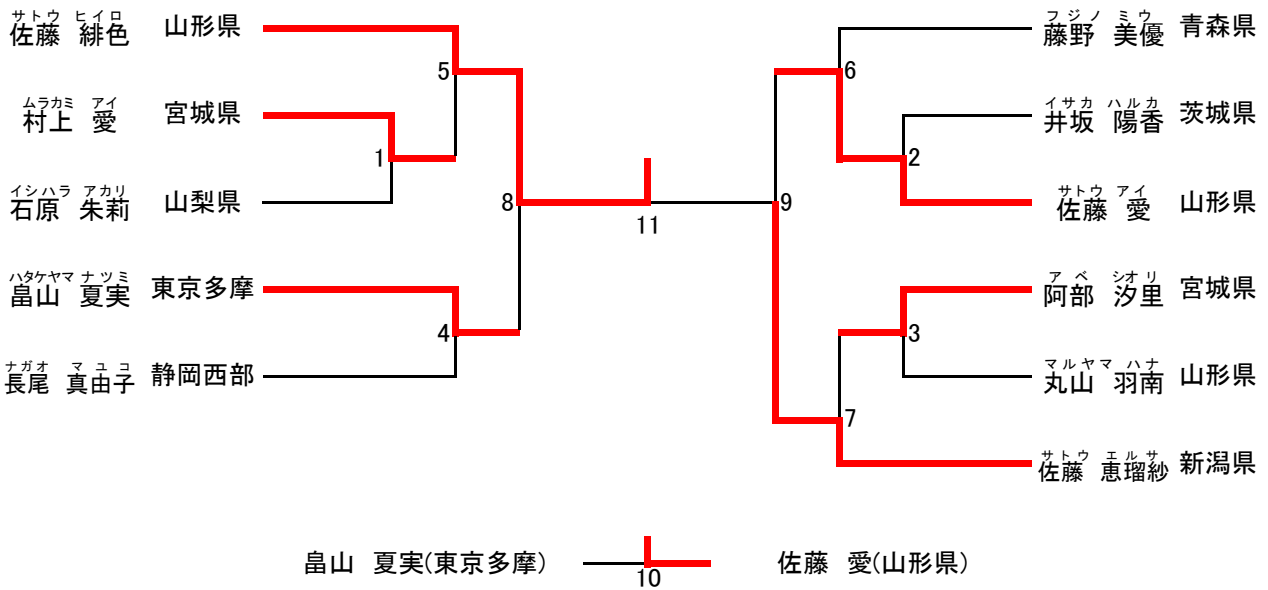 サトウ ヒイロ
佐藤 緋色 山形県
ムラカミ アイ
村上 愛 宮城県
イシハラ アカリ
石原 朱莉 山梨県
ハタケヤマ ナツミ
畠山 夏実 東京多摩
ナガオ マユコ
長尾 真由子 静岡西部
5
1
8
4
11
フジノ ミウ
藤野 美優 青森県
イサカ ハルカ
井坂 陽香 茨城県
サトウ アイ
佐藤 愛 山形県
アベ シオリ
阿部 汐里 宮城県
マルヤマ ハナ
丸山 羽南 山形県
サトウ エルサ
佐藤 恵瑠紗 新潟県
6
2
9
3
7
畠山 夏実(東京多摩) 10 佐藤 愛(山形県)